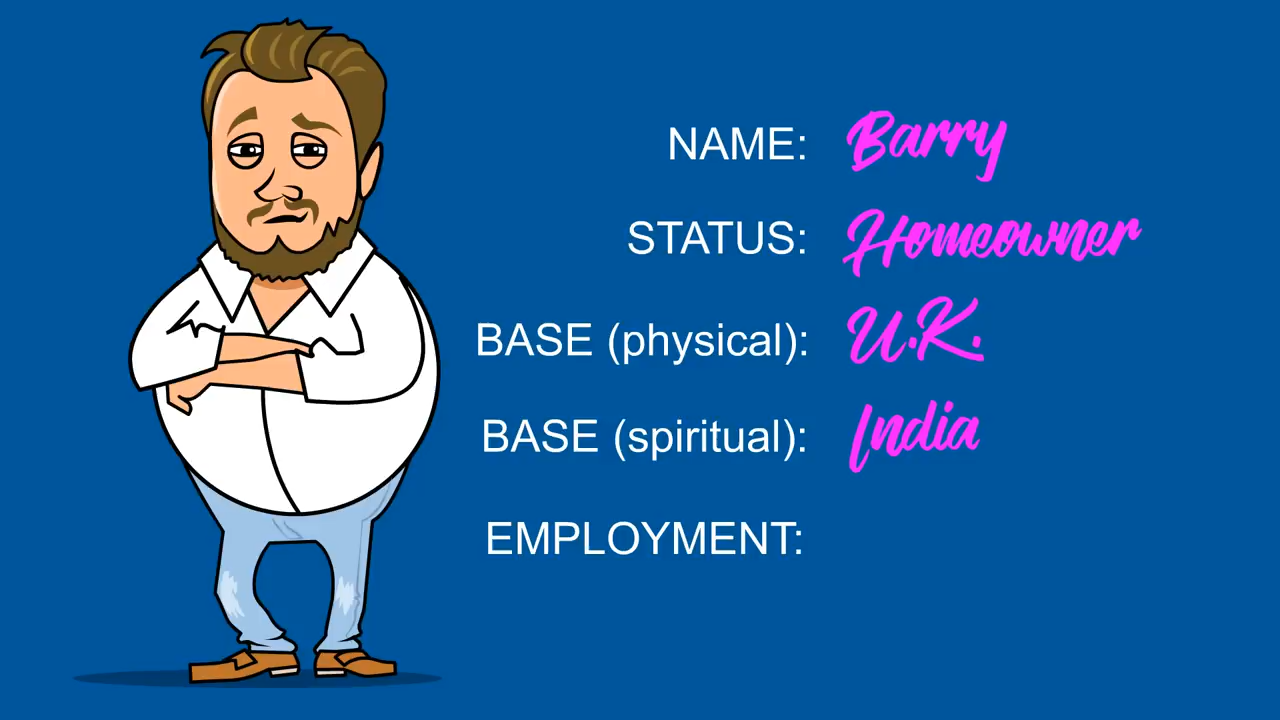 NAME: Barry
STATUS: Homeowner
BASE (physical): U.K.
BASE (spiritual): India
EMPLOYMENT: